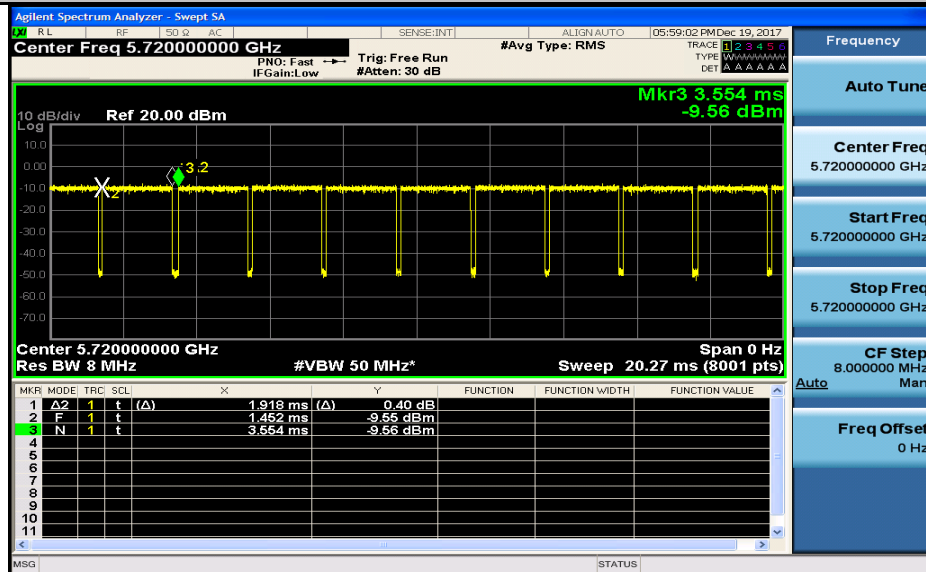 Agilent Spectrum Analyzer - Swept SA
LXI RL RF 50 Ω AC SENSE:INT ALIGN AUTO 05:59:02 PM Dec 19, 2017
Center Freq 5.720000000 GHz #Avg Type: RMS TRACE 1 2 3 4 5 6
PNO: Fast Trig: Free Run TYPE WWWWWW
IFGain:Low #Atten: 30 dB DET A A A A A A
Mkr3 3.554 ms
10 dB/div Ref 20.00 dBm -9.56 dBm
Log
10.0
0.00
3 2
-10.0
2
-20.0
-30.0
-40.0
-50.0
-60.0
-70.0
Center 5.720000000 GHz Span 0 Hz
Res BW 8 MHz #VBW 50 MHz* Sweep 20.27 ms (8001 pts)
MKR MODE TRC SCL X Y FUNCTION FUNCTION WIDTH FUNCTION VALUE
1 Δ2 1 t (Δ) 1.918 ms (Δ) 0.40 dB
2 F 1 t 1.452 ms -9.55 dBm
3 N 1 t 3.554 ms -9.56 dBm
4
5
6
7
8
9
10
11
MSG STATUS
Frequency
Auto Tune
Center Freq
5.720000000 GHz
Start Freq
5.720000000 GHz
Stop Freq
5.720000000 GHz
CF Step
8.000000 MHz
Auto Man
Freq Offset
0 Hz